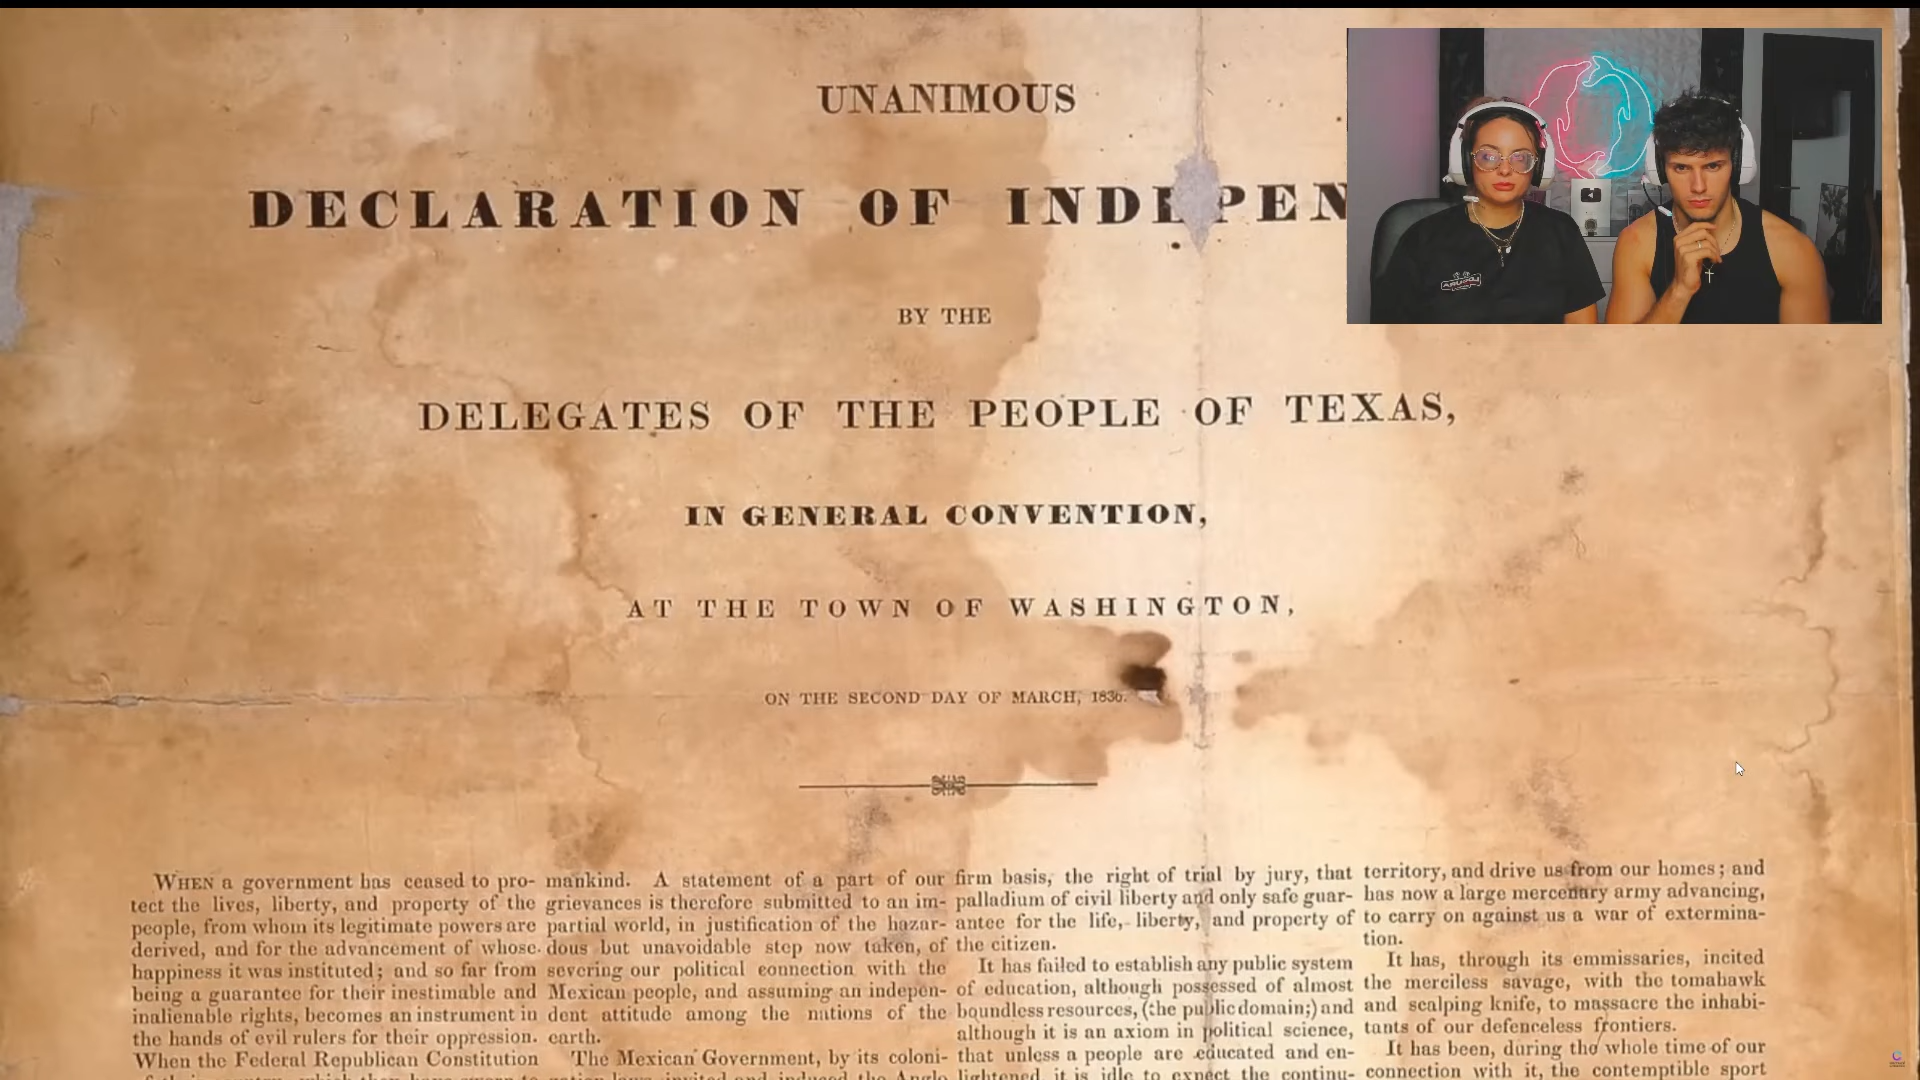 UNANIMOUS
DECLARATION OF INDEPEN
BY THE
DELEGATES OF THE PEOPLE OF TEXAS,
IN GENERAL CONVENTION,
AT THE TOWN OF WASHINGTON,
ON THE SECOND DAY OF MARCH, 1836.
WHEN a government has ceased to pro-
tect the lives, liberty, and property of the
people, from whom its legitimate powers are
derived, and for the advancement of whose
happiness it was instituted; and so far from
being a guarantee for their inestimable and
inalienable rights, becomes an instrument in
the hands of evil rulers for their oppression.
When the Federal Republican Constitution
mankind. A statement of a part of our
grievances is therefore submitted to an im-
partial world, in justification of the hazar-
dous but unavoidable step now taken, of
severing our political connection with the
Mexican people, and assuming an indepen-
dent attitude among the nations of the
earth.
The Mexican Government, by its coloni-
firm basis, the right of trial by jury, that
palladium of civil liberty and only safe guar-
antee for the life, liberty, and property of
the citizen.
It has failed to establish any public system
of education, although possessed of almost
boundless resources, (the public domain;) and
although it is an axiom in political science,
that unless a people are educated and en-
lightened, it is idle to expect the continu-
territory, and drive us from our homes; and
has now a large mercenary army advancing,
to carry on against us a war of extermina-
tion.
It has, through its emmissaries, incited
the merciless savage, with the tomahawk
and scalping knife, to massacre the inhabi-
tants of our defenceless frontiers.
It has been, during the whole time of our
connection with it, the contemptible sport